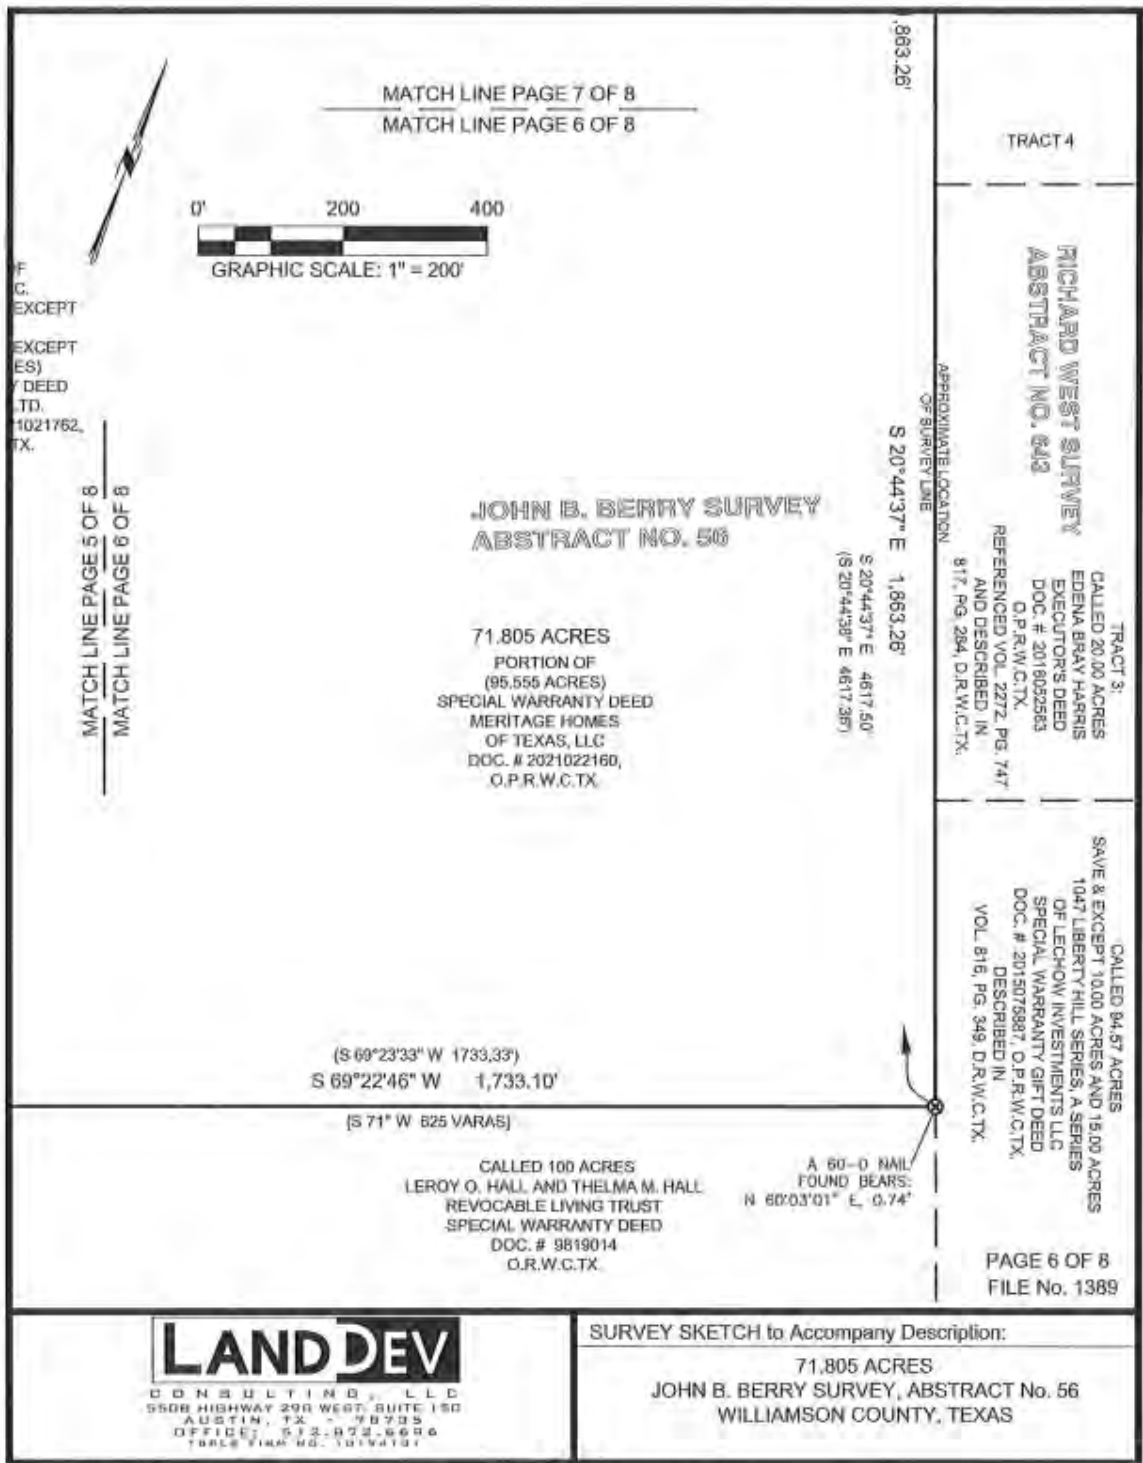 ,863.26'
MATCH LINE PAGE 7 OF 8
MATCH LINE PAGE 6 OF 8
TRACT 4
0' 200 400
GRAPHIC SCALE: 1" = 200'
C.
EXCEPT
EXCEPT
ES)
DEED
TD.
1021762,
TX.
MATCH LINE PAGE 5 OF 8
MATCH LINE PAGE 6 OF 8
RICHARD WEST SURVEY
ABSTRACT NO. 643
APPROXIMATE LOCATION
OF SURVEY LINE
S 20°44'37" E 1,863.26'
S 20°44'37" E 4617.50'
(S 20°44'38" E 4617.36')
TRACT 3:
CALLED 20.00 ACRES
EDENA BRAY HARRIS
EXECUTOR'S DEED
DOC. # 2016052563
O.P.R.W.C.TX.
REFERENCED VOL. 2272, PG. 747
AND DESCRIBED IN
817, PG. 284, D.R.W.C.TX.
JOHN B. BERRY SURVEY
ABSTRACT NO. 56
71.805 ACRES
PORTION OF
(95.555 ACRES)
SPECIAL WARRANTY DEED
MERITAGE HOMES
OF TEXAS, LLC
DOC. # 2021022160,
O.P.R.W.C.TX.
CALLED 94.57 ACRES
SAVE & EXCEPT 10.00 ACRES AND 15.00 ACRES
1047 LIBERTY HILL SERIES, A SERIES
OF LECHOW INVESTMENTS LLC
SPECIAL WARRANTY GIFT DEED
DOC. # 2015075887, O.P.R.W.C.TX.
DESCRIBED IN
VOL. 816, PG. 349, D.R.W.C.TX.
(S 69°23'33" W 1733.33')
S 69°22'46" W 1,733.10'
[S 71° W 625 VARAS]
CALLED 100 ACRES
LEROY O. HALL AND THELMA M. HALL
REVOCABLE LIVING TRUST
SPECIAL WARRANTY DEED
DOC. # 9819014
O.R.W.C.TX.
A 60-D NAIL
FOUND BEARS:
N 60°03'01" E, 0.74'
PAGE 6 OF 8
FILE No. 1389
LANDDEV
CONSULTING, LLC
5508 HIGHWAY 290 WEST, SUITE 150
AUSTIN, TX - 78735
OFFICE: 512.872.6696
TBPLS FIRM NO.
SURVEY SKETCH to Accompany Description:
71.805 ACRES
JOHN B. BERRY SURVEY, ABSTRACT No. 56
WILLIAMSON COUNTY, TEXAS